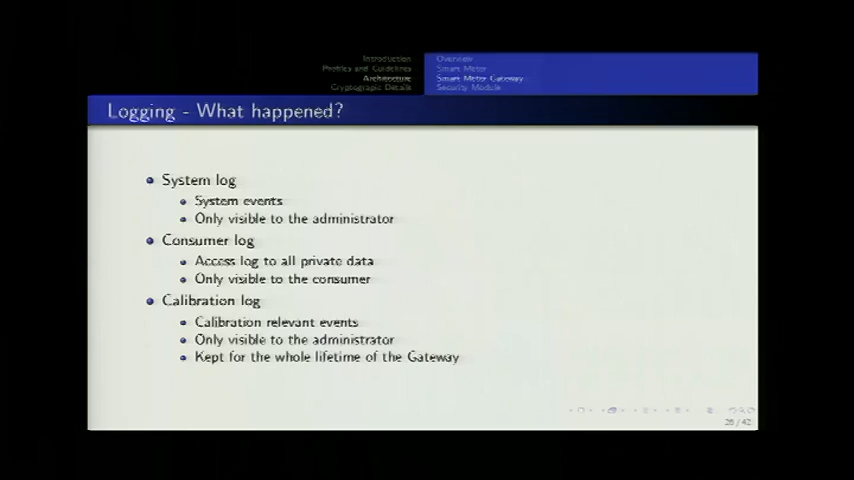 Introduction
Profiles and Guidelines
Architecture
Cryptograpic Details
Overview
Smart Meter
Smart Meter Gateway
Security Module
Logging - What happened?
System log
System events
Only visible to the administrator
Consumer log
Access log to all private data
Only visible to the consumer
Calibration log
Calibration relevant events
Only visible to the administrator
Kept for the whole lifetime of the Gateway